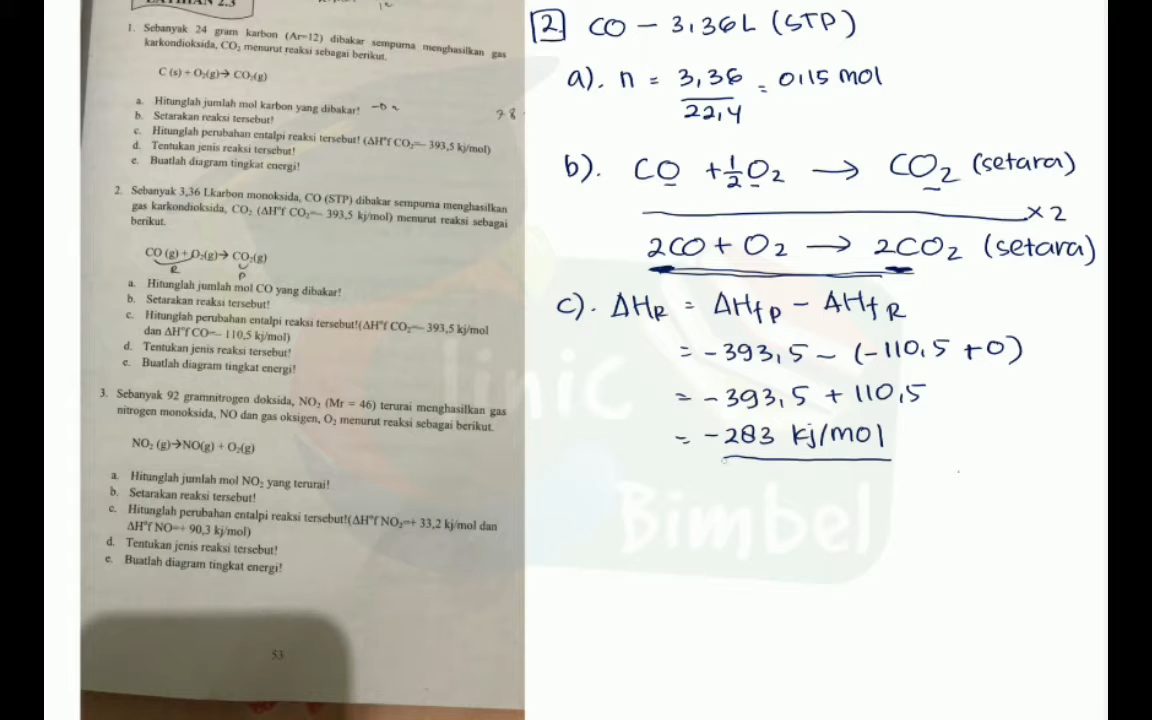 LATIHAN 2.3
1. Sebanyak 24 gram karbon (Ar=12) dibakar sempurna menghasilkan gas
karkondioksida, CO₂ menurut reaksi sebagai berikut.
C (s) + O₂(g)→ CO₂(g)
a. Hitunglah jumlah mol karbon yang dibakar!
b. Setarakan reaksi tersebut!
c. Hitunglah perubahan entalpi reaksi tersebut! (ΔH°f CO₂=− 393,5 kj/mol)
d. Tentukan jenis reaksi tersebut!
e. Buatlah diagram tingkat energi!
2. Sebanyak 3,36 Lkarbon monoksida, CO (STP) dibakar sempurna menghasilkan
gas karkondioksida, CO₂ (ΔH°f CO₂=− 393,5 kj/mol) menurut reaksi sebagai
berikut.
CO (g) + O₂(g)→ CO₂(g)
R P
a. Hitunglah jumlah mol CO yang dibakar!
b. Setarakan reaksi tersebut!
c. Hitunglah perubahan entalpi reaksi tersebut!(ΔH°f CO₂=− 393,5 kj/mol
dan ΔH°f CO=− 110,5 kj/mol)
d. Tentukan jenis reaksi tersebut!
e. Buatlah diagram tingkat energi!
3. Sebanyak 92 gramnitrogen doksida, NO₂ (Mr = 46) terurai menghasilkan gas
nitrogen monoksida, NO dan gas oksigen, O₂ menurut reaksi sebagai berikut.
NO₂ (g)→NO(g) + O₂(g)
a. Hitunglah jumlah mol NO₂ yang terurai!
b. Setarakan reaksi tersebut!
c. Hitunglah perubahan entalpi reaksi tersebut!(ΔH°f NO₂=+ 33,2 kj/mol dan
ΔH°f NO=+ 90,3 kj/mol)
d. Tentukan jenis reaksi tersebut!
e. Buatlah diagram tingkat energi!
53
2. CO − 3,36L (STP)
a). n = 3,36 = 0,15 mol
22,4
b). CO + ½O₂ → CO₂ (setara)
×2
2CO + O₂ → 2CO₂ (setara)
c). ΔHR = ΔHfP − ΔHfR
= −393,5 − (−110,5 + 0)
= −393,5 + 110,5
= −283 kj/mol
linic
Bimbel